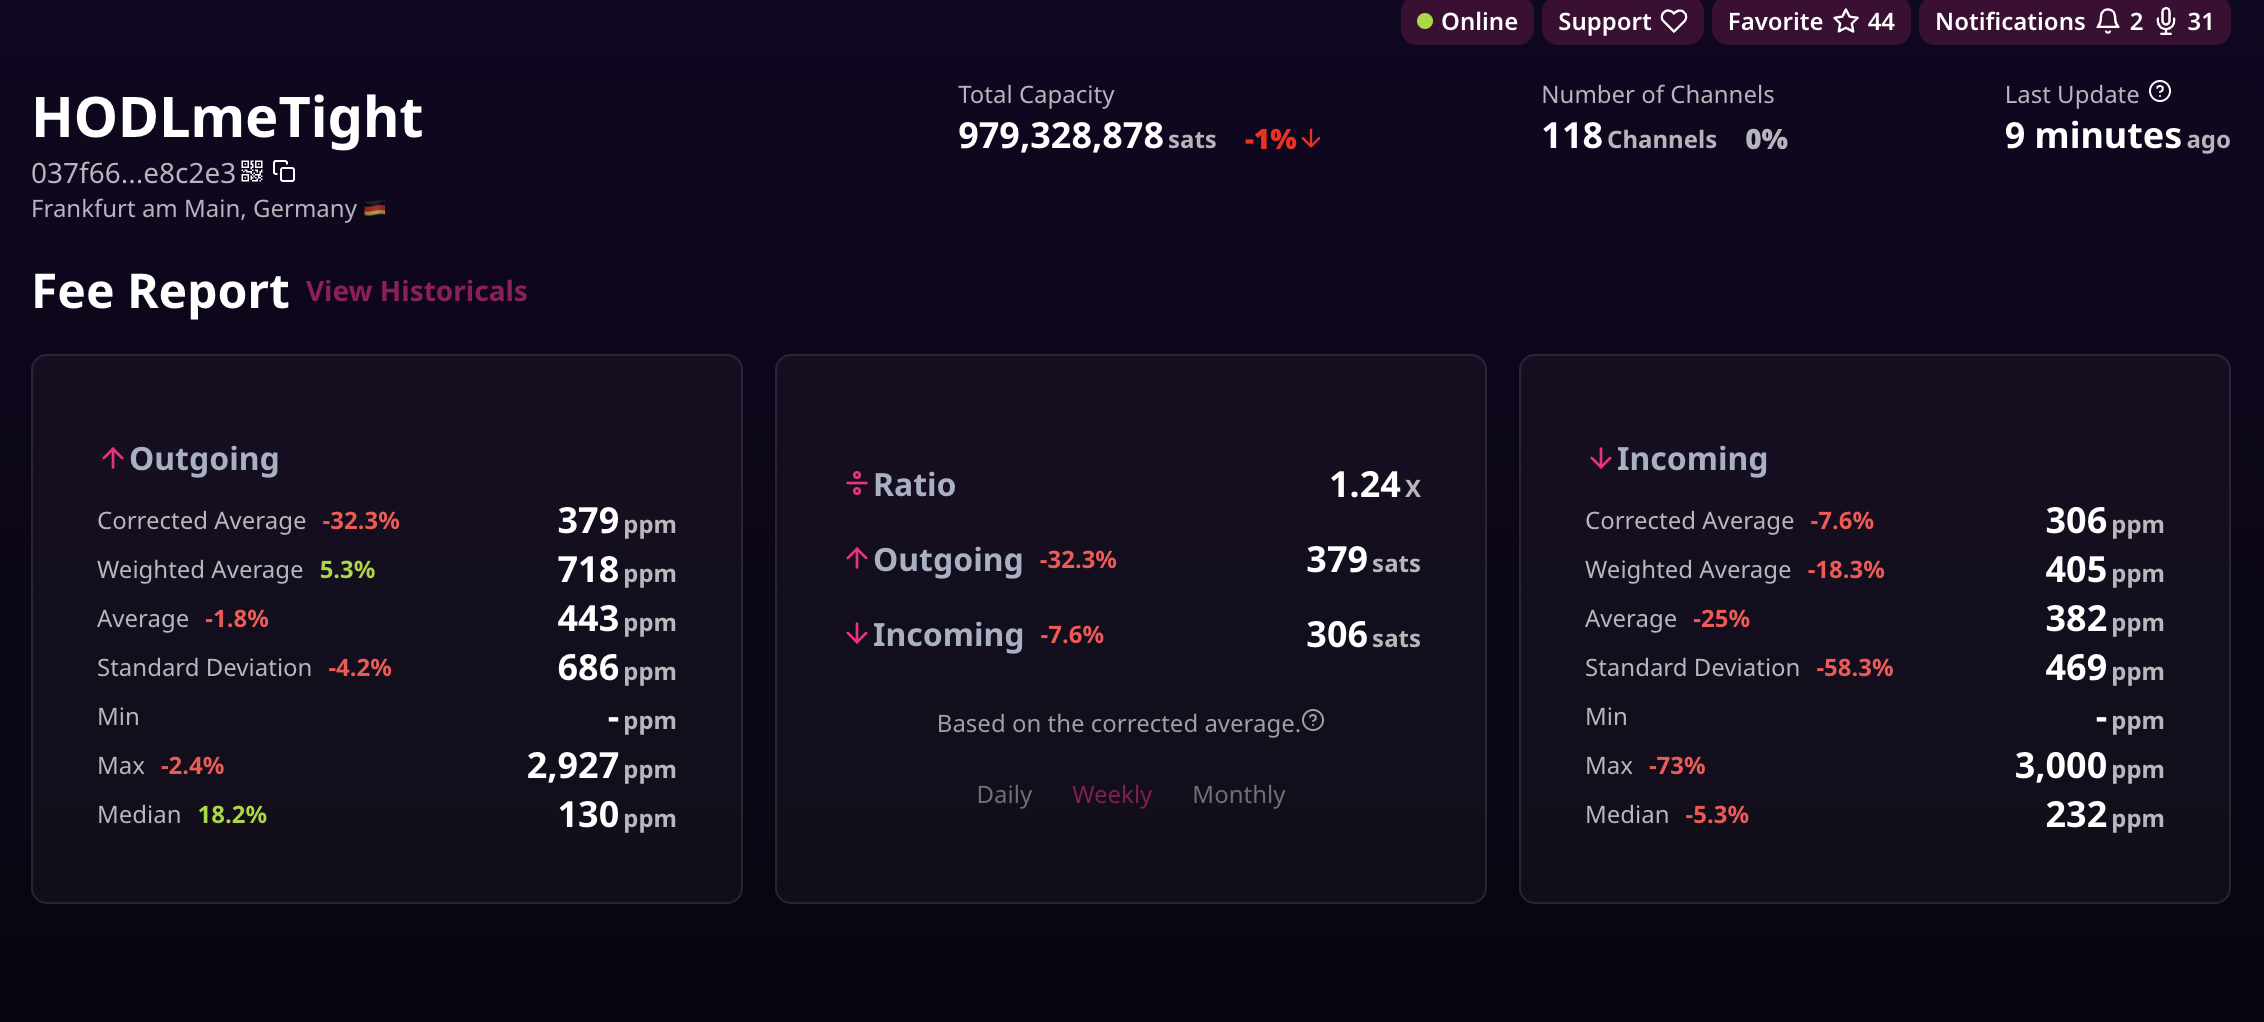 Online
Support
Favorite 44
Notifications 2 31
HODLmeTight
037f66...e8c2e3
Frankfurt am Main, Germany
Total Capacity
979,328,878 sats -1%
Number of Channels
118 Channels 0%
Last Update
9 minutes ago
Fee Report View Historicals
Outgoing
Corrected Average -32.3% 379 ppm
Weighted Average 5.3% 718 ppm
Average -1.8% 443 ppm
Standard Deviation -4.2% 686 ppm
Min - ppm
Max -2.4% 2,927 ppm
Median 18.2% 130 ppm
Ratio 1.24 x
Outgoing -32.3% 379 sats
Incoming -7.6% 306 sats
Based on the corrected average.
Daily Weekly Monthly
Incoming
Corrected Average -7.6% 306 ppm
Weighted Average -18.3% 405 ppm
Average -25% 382 ppm
Standard Deviation -58.3% 469 ppm
Min - ppm
Max -73% 3,000 ppm
Median -5.3% 232 ppm